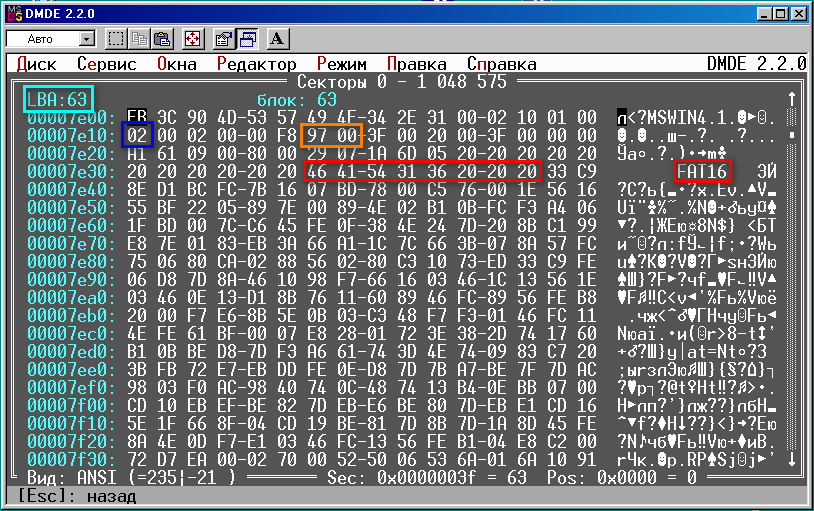 DMDE 2.2.0
Авто
A
Диск Сервис Окна Редактор Режим Правка Справка DMDE 2.2.0
Секторы 0 - 1 048 575
LBA:63 блок: 63
00007e00: EB 3C 90 4D-53 57 49 4E-34 2E 31 00-02 10 01 00 л<?MSWIN4.1.
00007e10: 02 00 02 00-00 F8 97 00-3F 00 20 00-3F 00 00 00
00007e20: A1 61 09 00-80 00 29 07-1A 6D 05 20-20 20 20 20
00007e30: 20 20 20 20-20 20 46 41-54 31 36 20-20 20 33 C9 FAT16 3Й
00007e40: 8E D1 BC FC-7B 16 07 BD-78 00 C5 76-00 1E 56 16
00007e50: 55 BF 22 05-89 7E 00 89-4E 02 B1 0B-FC F3 A4 06
00007e60: 1F BD 00 7C-C6 45 FE 0F-38 4E 24 7D-20 8B C1 99
00007e70: E8 7E 01 83-EB 3A 66 A1-1C 7C 66 3B-07 8A 57 FC
00007e80: 75 06 80 CA-02 88 56 02-80 C3 10 73-ED 33 C9 FE
00007e90: 06 D8 7D 8A-46 10 98 F7-66 16 03 46-1C 13 56 1E
00007ea0: 03 46 0E 13-D1 8B 76 11-60 89 46 FC-89 56 FE B8
00007eb0: 20 00 F7 E6-8B 5E 0B 03-C3 48 F7 F3-01 46 FC 11
00007ec0: 4E FE 61 BF-00 07 E8 28-01 72 3E 38-2D 74 17 60
00007ed0: B1 0B BE D8-7D F3 A6 61-74 3D 4E 74-09 83 C7 20
00007ee0: 3B FB 72 E7-EB DD FE 0E-D8 7D 7B A7-BE 7F 7D AC
00007ef0: 98 03 F0 AC-98 40 74 0C-48 74 13 B4-0E BB 07 00
00007f00: CD 10 EB EF-BE 82 7D EB-E6 BE 80 7D-EB E1 CD 16
00007f10: 5E 1F 66 8F-04 CD 19 BE-81 7D 8B 7D-1A 8D 45 FE
00007f20: 8A 4E 0D F7-E1 03 46 FC-13 56 FE B1-04 E8 C2 00
00007f30: 72 D7 EA 00-02 70 00 52-50 06 53 6A-01 6A 10 91
Вид: ANSI (=235|-21 ) Sec: 0x0000003f = 63 Pos: 0x0000 = 0
[Esc]: назад